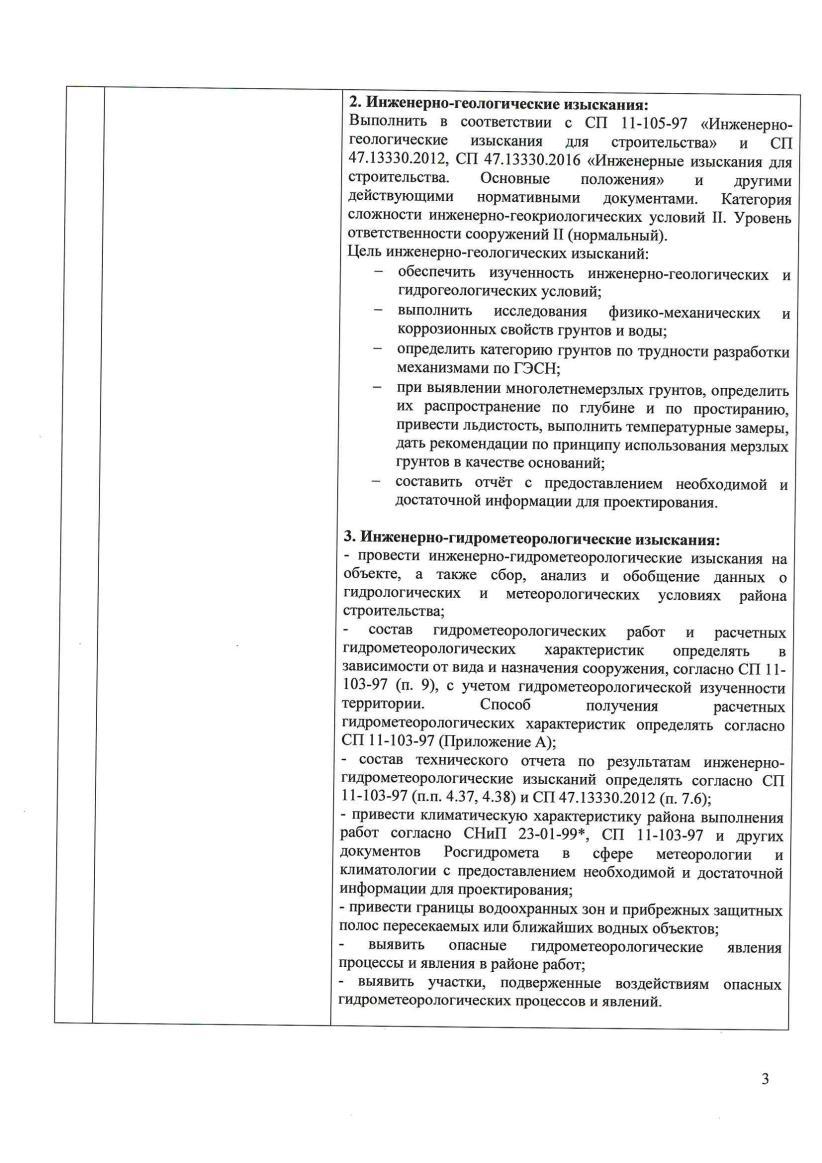 2. Инженерно-геологические изыскания:
Выполнить в соответствии с СП 11-105-97 «Инженерно-
геологические изыскания для строительства» и СП
47.13330.2012, СП 47.13330.2016 «Инженерные изыскания для
строительства. Основные положения» и другими
действующими нормативными документами. Категория
сложности инженерно-геокриологических условий II. Уровень
ответственности сооружений II (нормальный).
Цель инженерно-геологических изысканий:
– обеспечить изученность инженерно-геологических и
гидрогеологических условий;
– выполнить исследования физико-механических и
коррозионных свойств грунтов и воды;
– определить категорию грунтов по трудности разработки
механизмами по ГЭСН;
– при выявлении многолетнемерзлых грунтов, определить
их распространение по глубине и по простиранию,
привести льдистость, выполнить температурные замеры,
дать рекомендации по принципу использования мерзлых
грунтов в качестве оснований;
– составить отчёт с предоставлением необходимой и
достаточной информации для проектирования.
3. Инженерно-гидрометеорологические изыскания:
- провести инженерно-гидрометеорологические изыскания на
объекте, а также сбор, анализ и обобщение данных о
гидрологических и метеорологических условиях района
строительства;
- состав гидрометеорологических работ и расчетных
гидрометеорологических характеристик определять в
зависимости от вида и назначения сооружения, согласно СП 11-
103-97 (п. 9), с учетом гидрометеорологической изученности
территории. Способ получения расчетных
гидрометеорологических характеристик определять согласно
СП 11-103-97 (Приложение А);
- состав технического отчета по результатам инженерно-
гидрометеорологические изысканий определять согласно СП
11-103-97 (п.п. 4.37, 4.38) и СП 47.13330.2012 (п. 7.6);
- привести климатическую характеристику района выполнения
работ согласно СНиП 23-01-99*, СП 11-103-97 и других
документов Росгидромета в сфере метеорологии и
климатологии с предоставлением необходимой и достаточной
информации для проектирования;
- привести границы водоохранных зон и прибрежных защитных
полос пересекаемых или ближайших водных объектов;
- выявить опасные гидрометеорологические явления
процессы и явления в районе работ;
- выявить участки, подверженные воздействиям опасных
гидрометеорологических процессов и явлений.
3